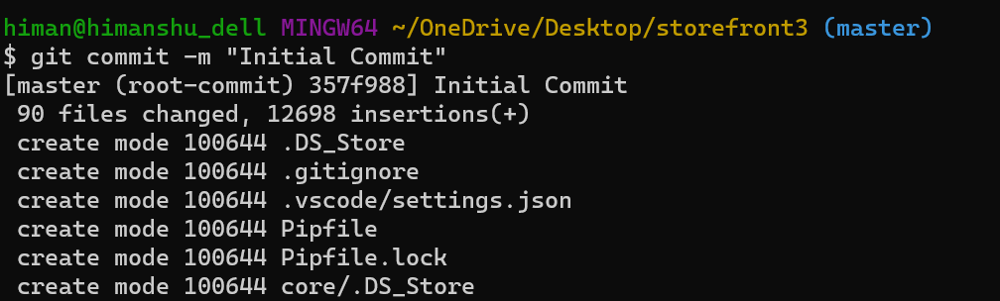 himan@himanshu_dell MINGW64 ~/OneDrive/Desktop/storefront3 (master)
$ git commit -m "Initial Commit"
[master (root-commit) 357f988] Initial Commit
 90 files changed, 12698 insertions(+)
 create mode 100644 .DS_Store
 create mode 100644 .gitignore
 create mode 100644 .vscode/settings.json
 create mode 100644 Pipfile
 create mode 100644 Pipfile.lock
 create mode 100644 core/.DS_Store